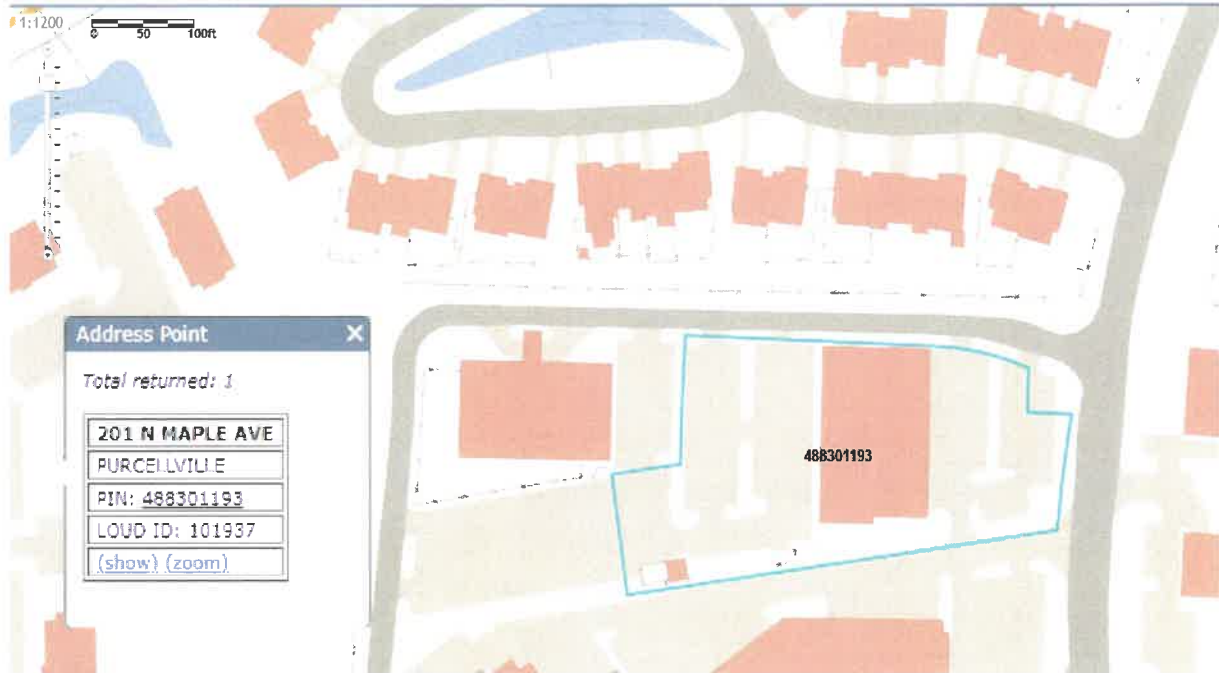 1:1200
0 50 100ft
Address Point
Total returned: 1
201 N MAPLE AVE
PURCELLVILLE
PIN: 488301193
LOUD ID: 101937
(show) (zoom)
488301193